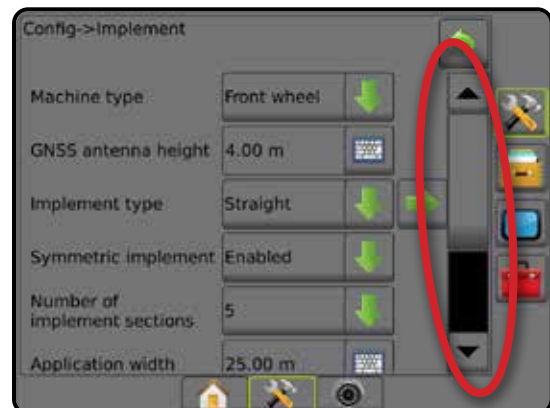 Config->Implement
Machine type Front wheel
GNSS antenna height 4.00 m
Implement type Straight
Symmetric implement Enabled
Number of
implement sections 5
Application width 25.00 m